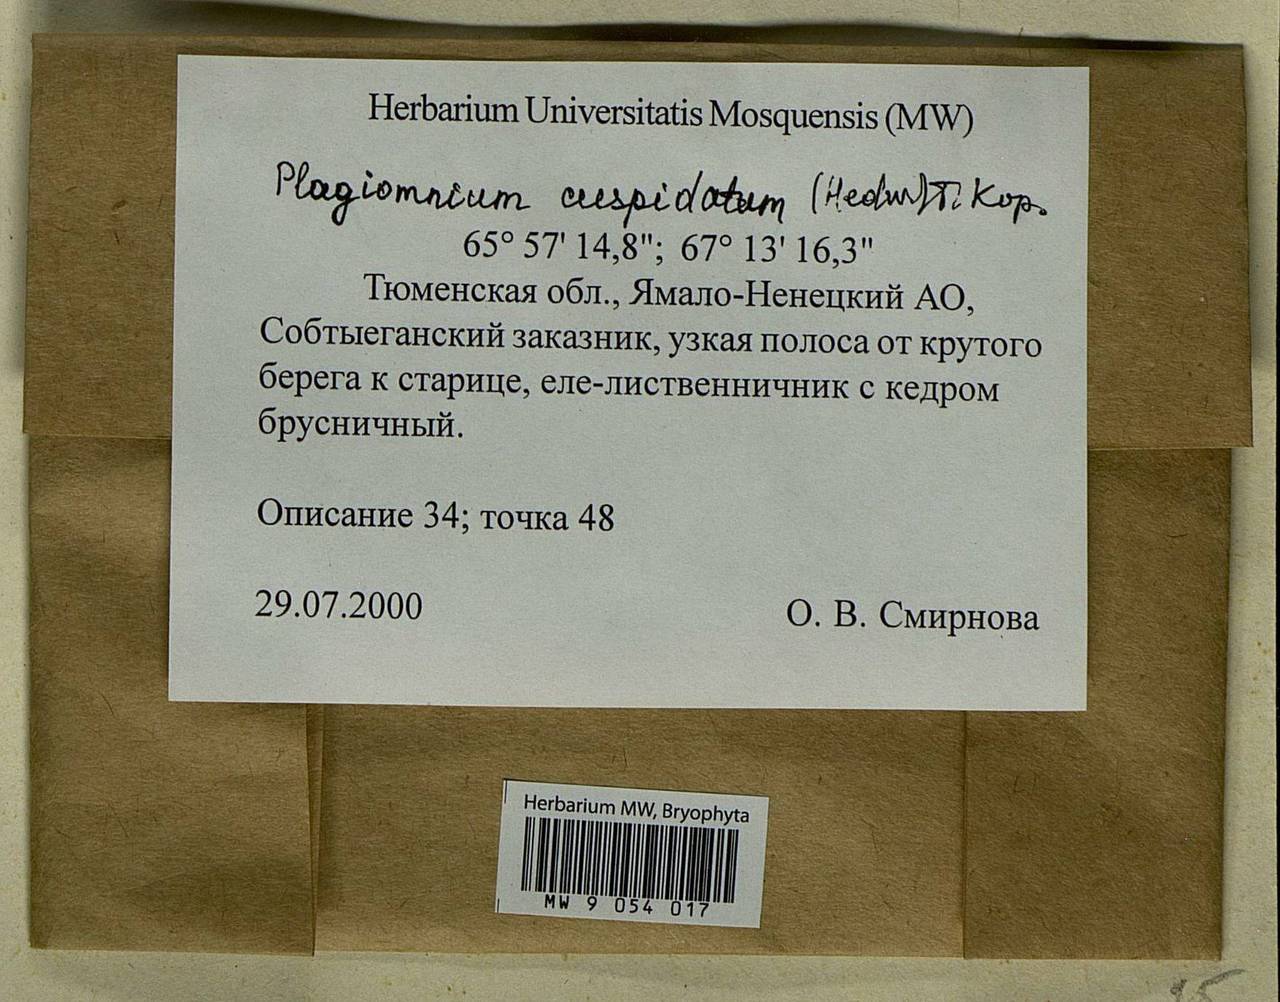 Herbarium Universitatis Mosquensis (MW)
Plagiomnium cuspidatum (Hedw.) T. Kop.
65° 57' 14,8"; 67° 13' 16,3"
Тюменская обл., Ямало-Ненецкий АО,
Собтыеганский заказник, узкая полоса от крутого
берега к старице, еле-лиственничник с кедром
брусничный.
Описание 34; точка 48
29.07.2000
О. В. Смирнова
Herbarium MW, Bryophyta
MW 9 054 017